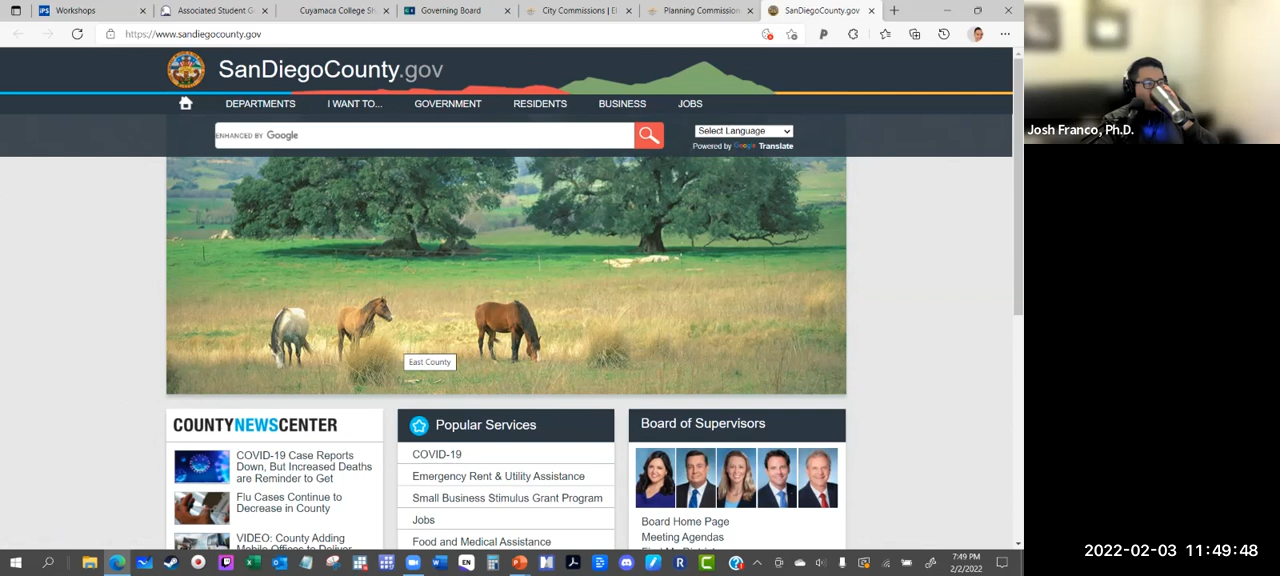 Workshops
Associated Student G
Cuyamaca College St
Governing Board
City Commissions | El
Planning Commission
SanDiegoCounty.gov
https://www.sandiegocounty.gov
SanDiegoCounty.gov
DEPARTMENTS
I WANT TO...
GOVERNMENT
RESIDENTS
BUSINESS
JOBS
ENHANCED BY Google
Select Language
Powered by Google Translate
Josh Franco, Ph.D.
East County
COUNTYNEWSCENTER
COVID-19 Case Reports
Down, But Increased Deaths
are Reminder to Get
Flu Cases Continue to
Decrease in County
VIDEO: County Adding
Mobile Offices to Deliver
Popular Services
COVID-19
Emergency Rent & Utility Assistance
Small Business Stimulus Grant Program
Jobs
Food and Medical Assistance
Board of Supervisors
Board Home Page
Meeting Agendas
7:49 PM
2/2/2022
2022-02-03 11:49:48